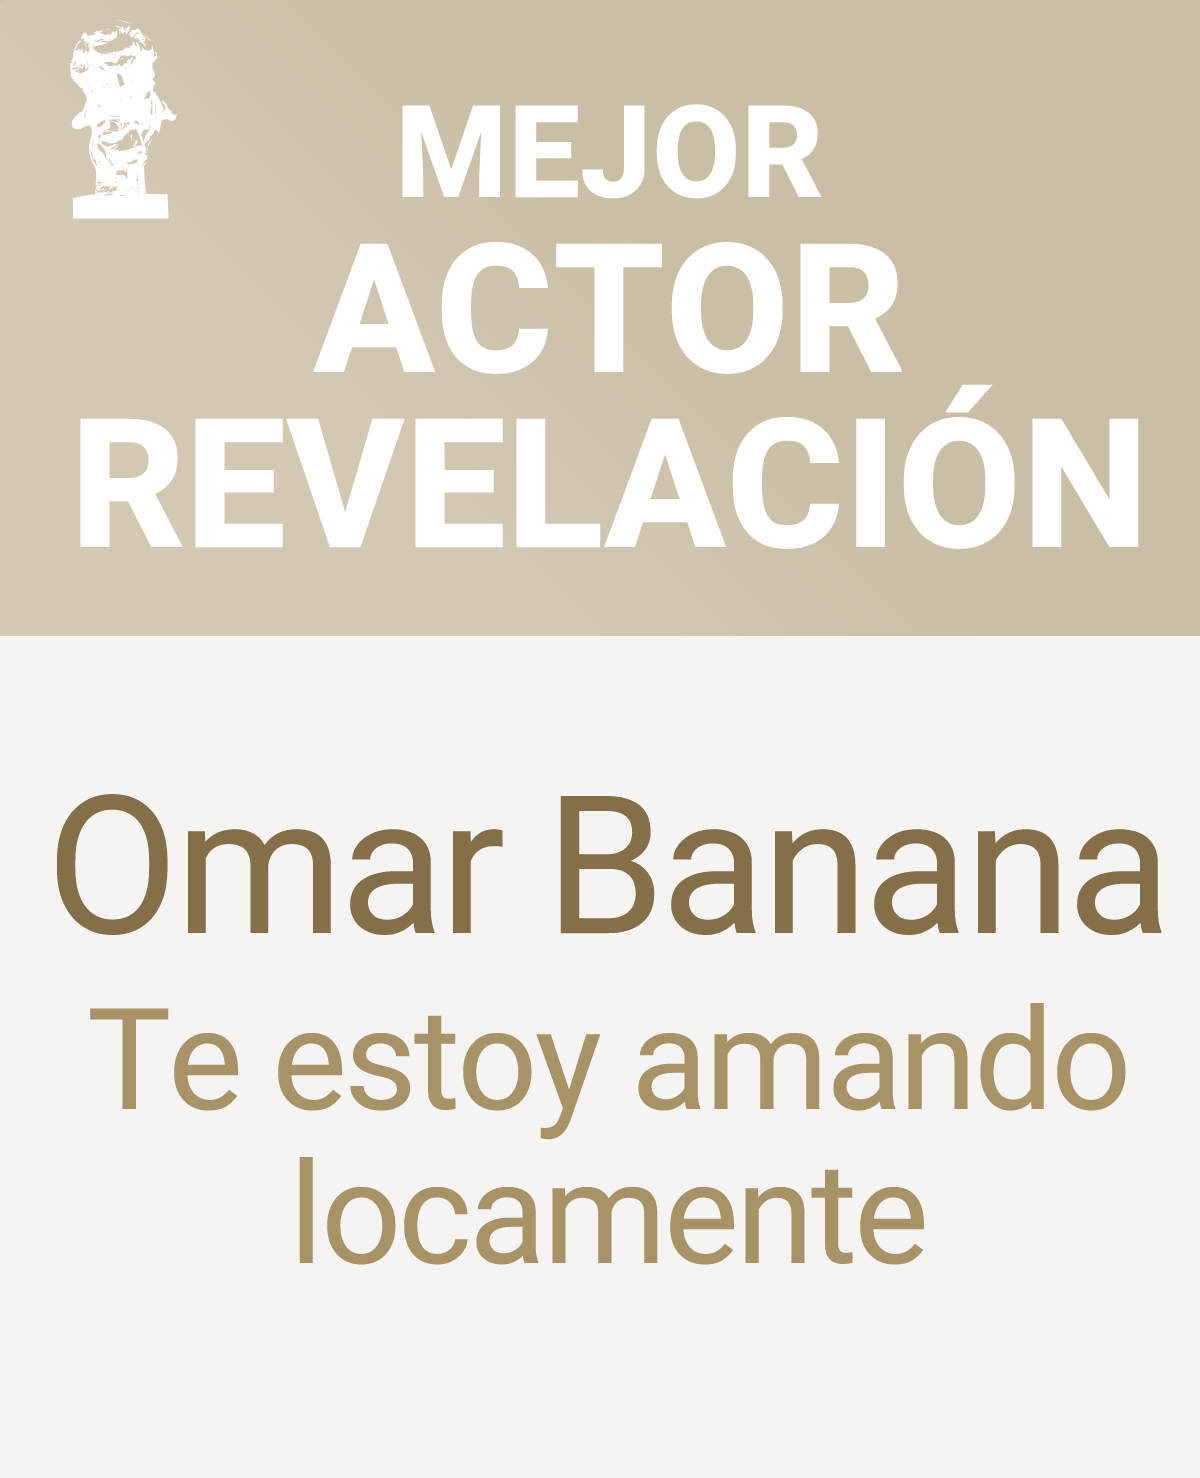 MEJOR
ACTOR
REVELACIÓN
Omar Banana
Te estoy amando
locamente